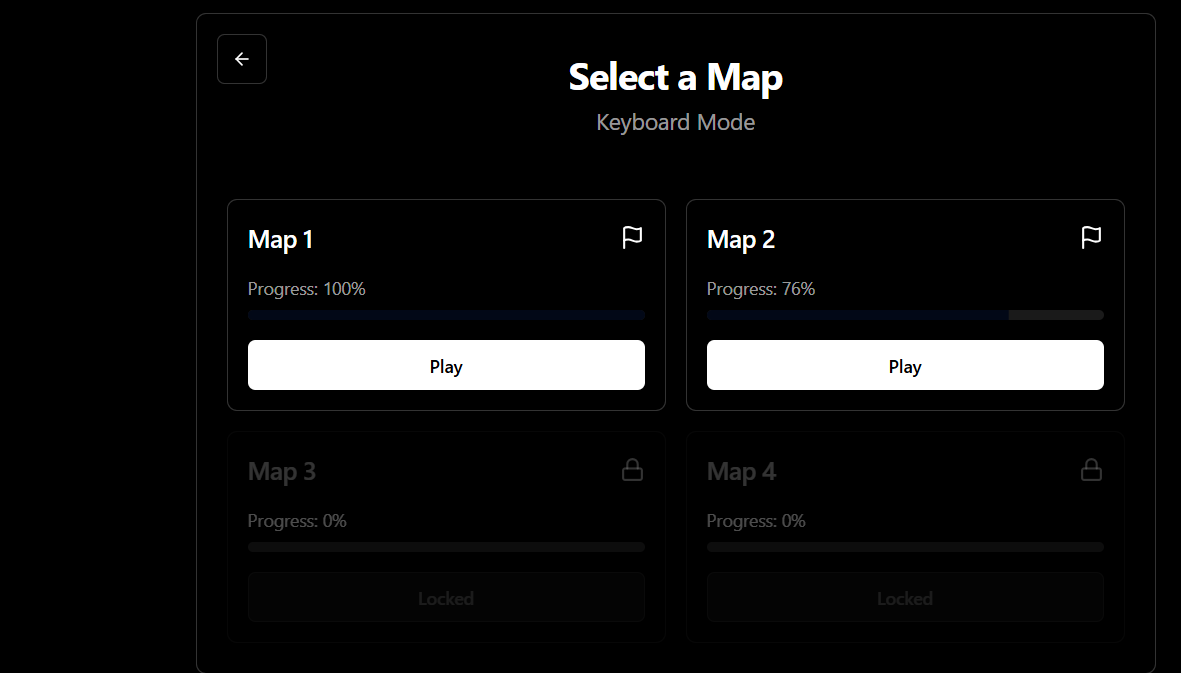 Select a Map
Keyboard Mode
Map 1
Progress: 100%
Play
Map 2
Progress: 76%
Play
Map 3
Progress: 0%
Locked
Map 4
Progress: 0%
Locked